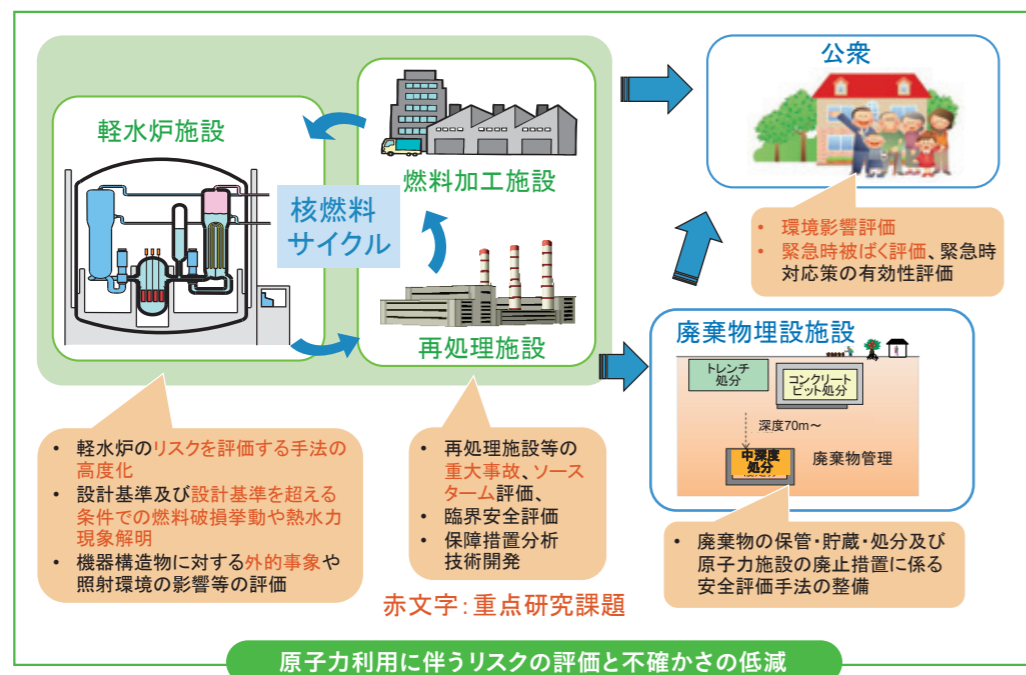 軽水炉施設
核燃料
サイクル
燃料加工施設
再処理施設
公衆
• 環境影響評価
• 緊急時被ばく評価、緊急時
対応策の有効性評価
廃棄物埋設施設
トレンチ
処分
コンクリート
ピット処分
深度70m～
中深度
処分
廃棄物管理
• 軽水炉のリスクを評価する手法の
高度化
• 設計基準及び設計基準を超える
条件での燃料破損挙動や熱水力
現象解明
• 機器構造物に対する外的事象や
照射環境の影響等の評価
• 再処理施設等の
重大事故、ソース
ターム評価、
• 臨界安全評価
• 保障措置分析
技術開発
• 廃棄物の保管・貯蔵・処分及び
原子力施設の廃止措置に係る
安全評価手法の整備
赤文字：重点研究課題
原子力利用に伴うリスクの評価と不確かさの低減